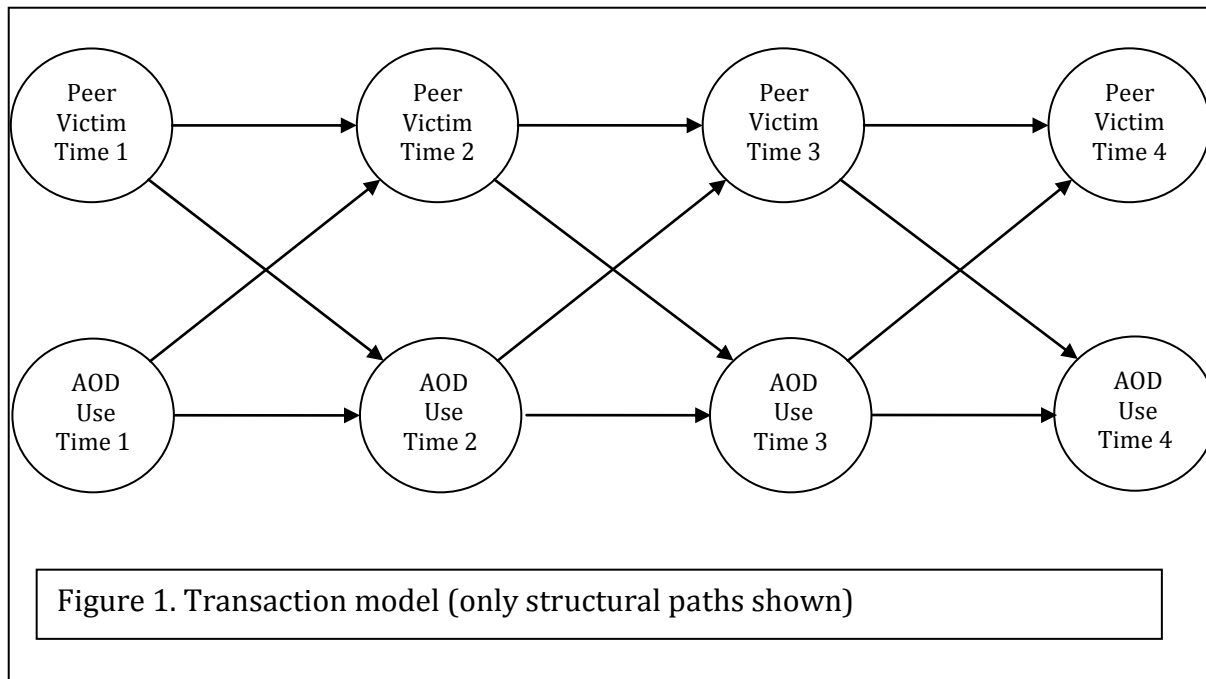 Peer
Victim
Time 1
Peer
Victim
Time 2
Peer
Victim
Time 3
Peer
Victim
Time 4
AOD
Use
Time 1
AOD
Use
Time 2
AOD
Use
Time 3
AOD
Use
Time 4
Figure 1. Transaction model (only structural paths shown)